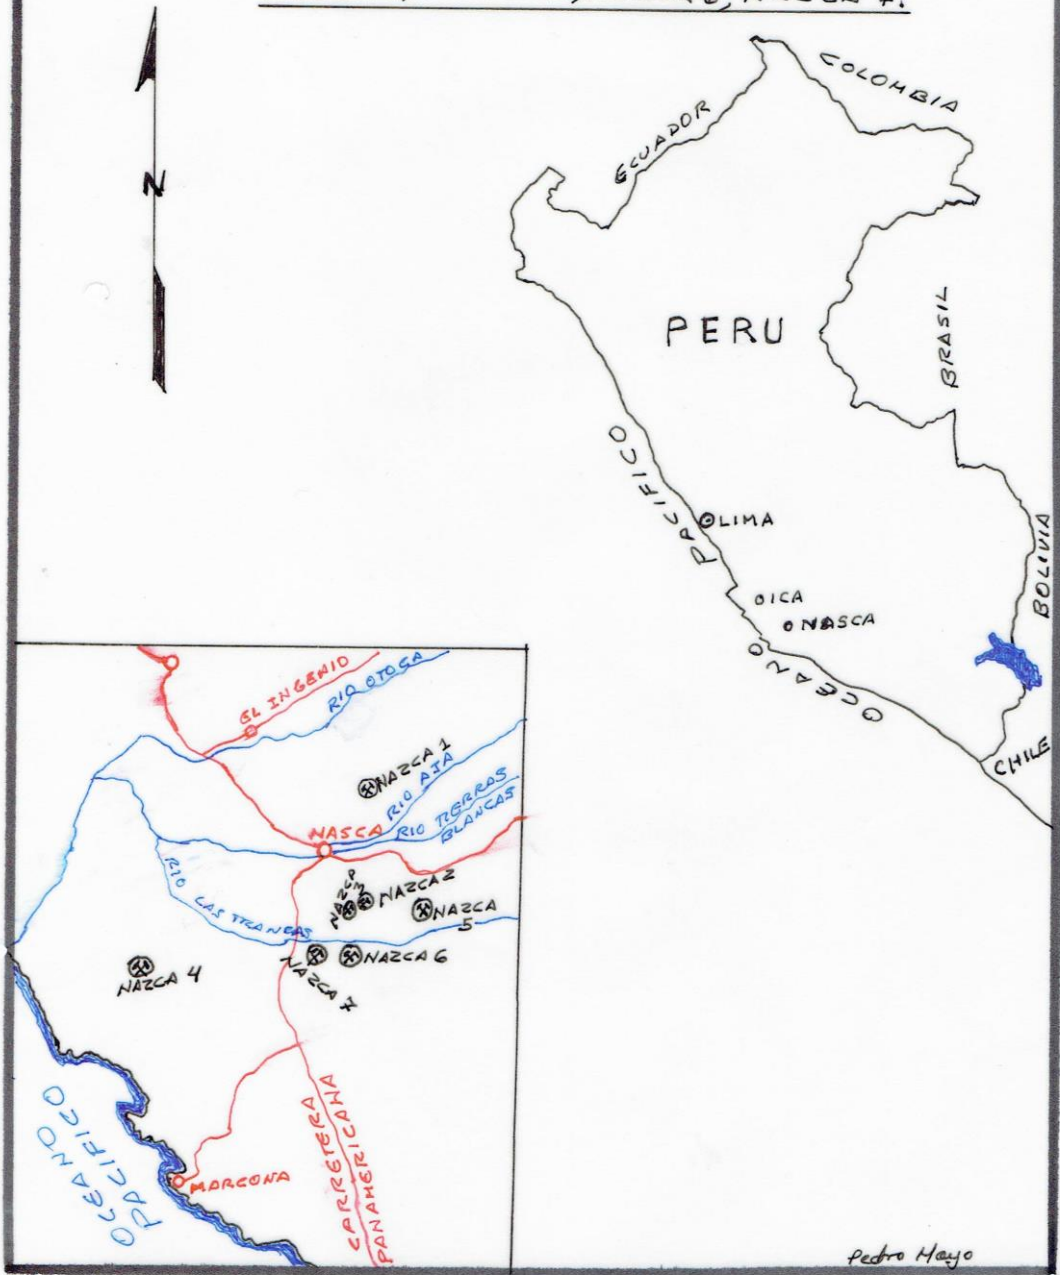 N
COLOMBIA
ECUADOR
BRASIL
PERU
PACIFICO
LIMA
ICA
NASCA
BOLIVIA
OCEANO
CHILE
EL INGENIO
RIO OTOGA
NAZCA 1
RIO AJA
RIO TIERRAS
BLANCAS
NASCA
NAZCA 2
NAZCA
5
RIO LAS TRANCAS
NAZCA 6
NAZCA 7
NAZCA 4
OCEANO
PACIFICO
MARCONA
CARRETERA
PANAMERICANA
Pedro Mayo